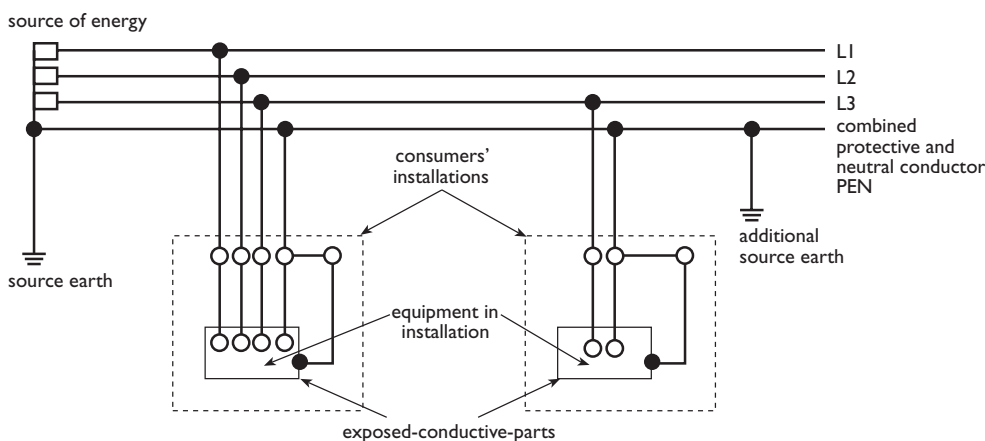 source of energy
L1
L2
L3
combined
protective and
neutral conductor
PEN
consumers’
installations
source earth
additional
source earth
equipment in
installation
exposed-conductive-parts